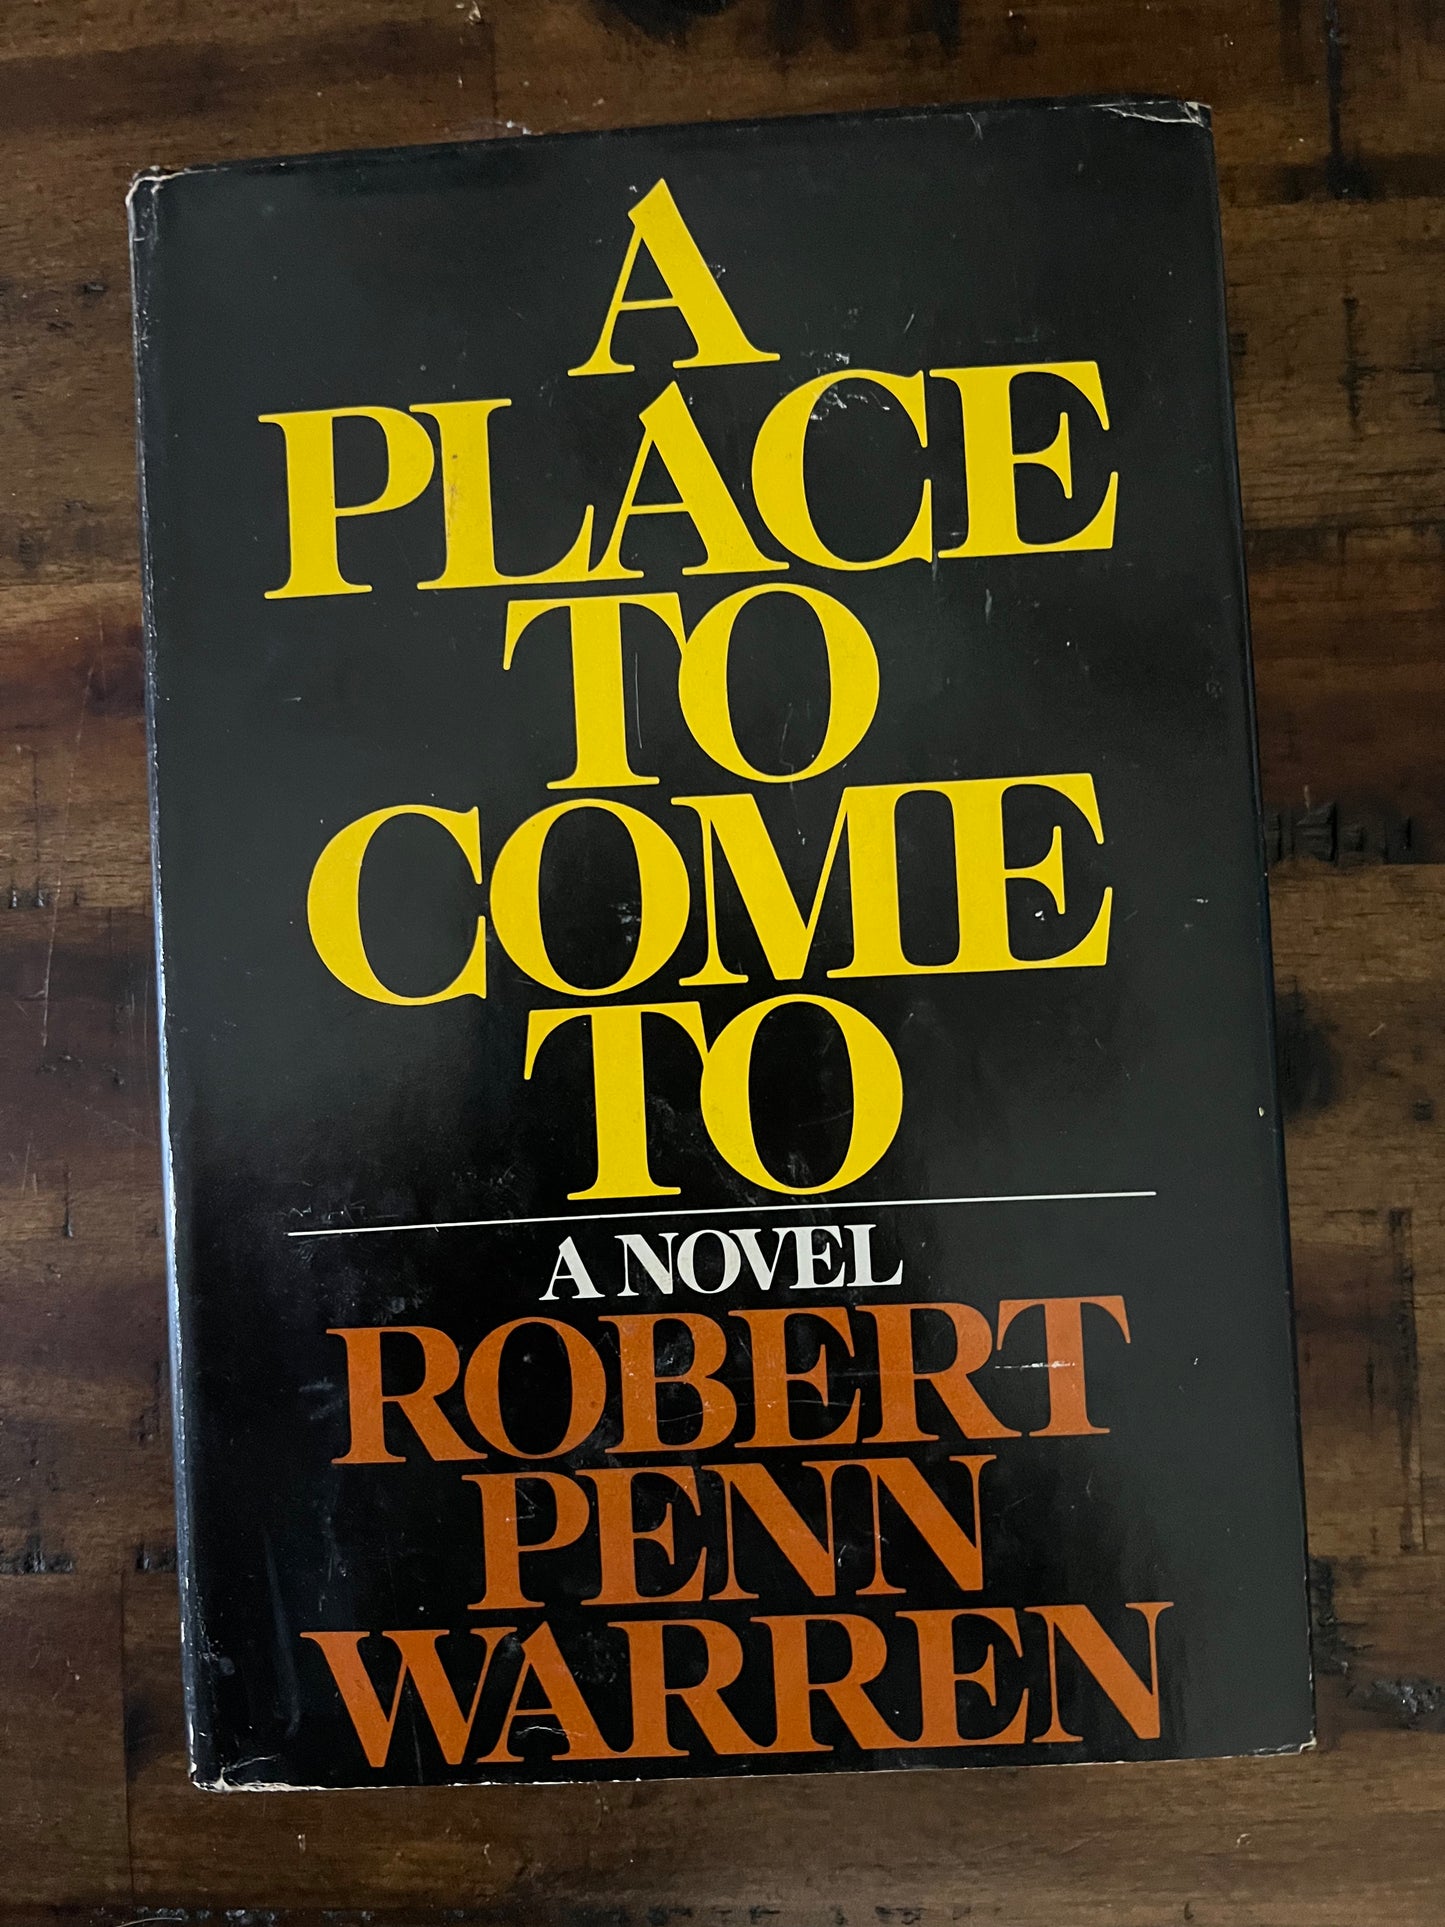 A
PLACE
TO
COME
TO
A NOVEL
ROBERT
PENN
WARREN